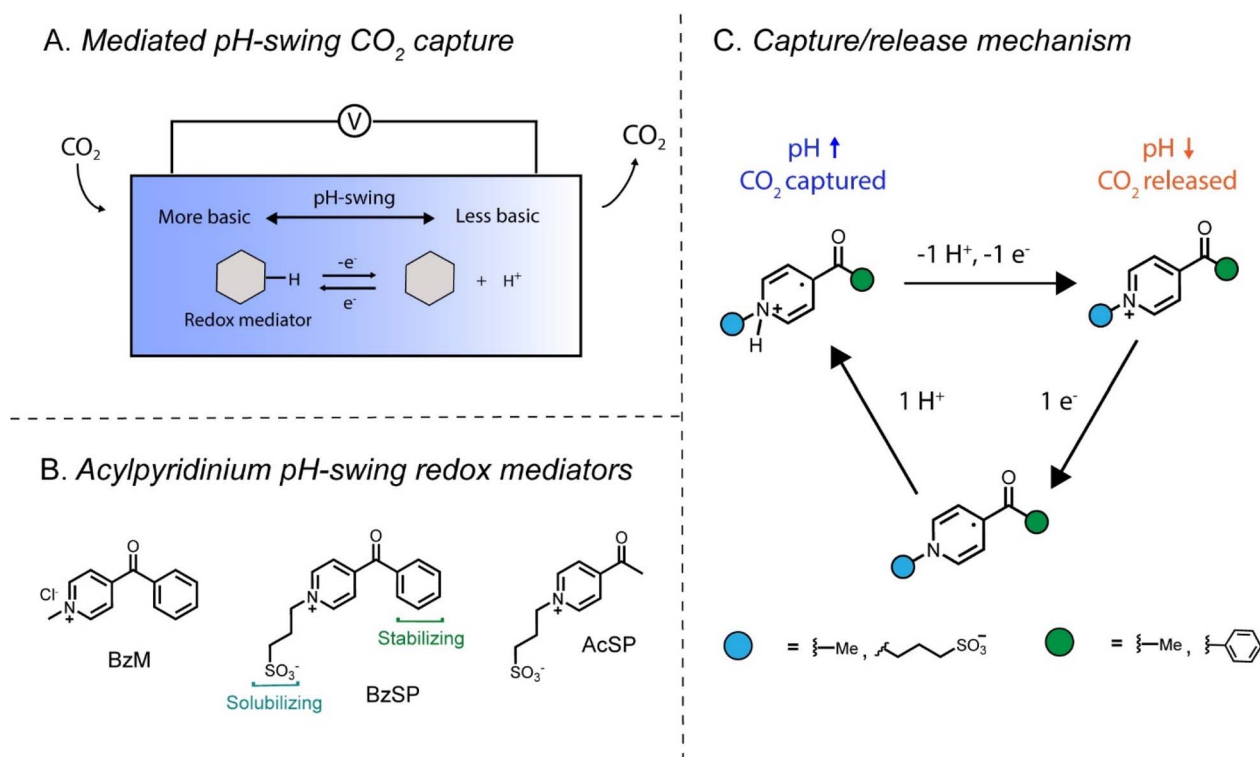 A. Mediated pH-swing CO₂ capture
V
CO₂
CO₂
pH-swing
More basic
Less basic
H
-e⁻
e⁻
+ H⁺
Redox mediator
B. Acylpyridinium pH-swing redox mediators
O
Cl⁻
N
+
BzM
O
N
+
Stabilizing
SO₃⁻
Solubilizing
BzSP
O
N
+
SO₃⁻
AcSP
C. Capture/release mechanism
pH ↑
CO₂ captured
pH ↓
CO₂ released
O
N
+
H
-1 H⁺, -1 e⁻
O
N
+
1 H⁺
1 e⁻
O
N
= Me , SO₃⁻
= Me ,